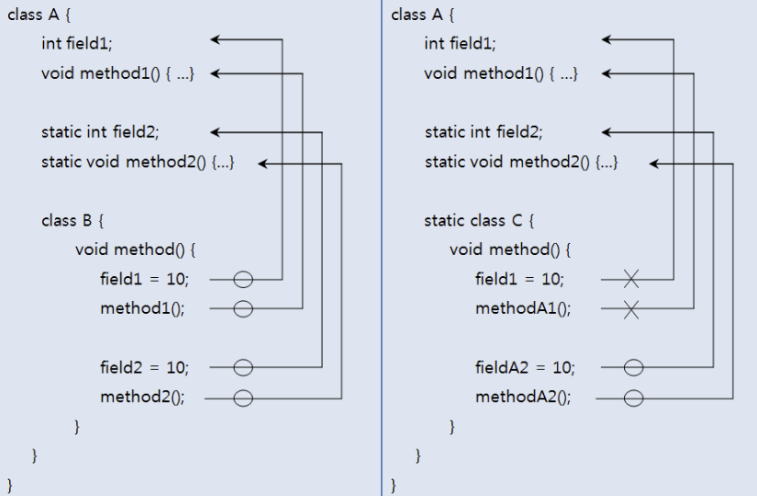 class A {
int field1;
void method1() { ...}
static int field2;
static void method2() {...}
class B {
void method() {
field1 = 10;
method1();
field2 = 10;
method2();
}
}
}
class A {
int field1;
void method1() { ...}
static int field2;
static void method2() {...}
static class C {
void method() {
field1 = 10;
methodA1();
fieldA2 = 10;
methodA2();
}
}
}